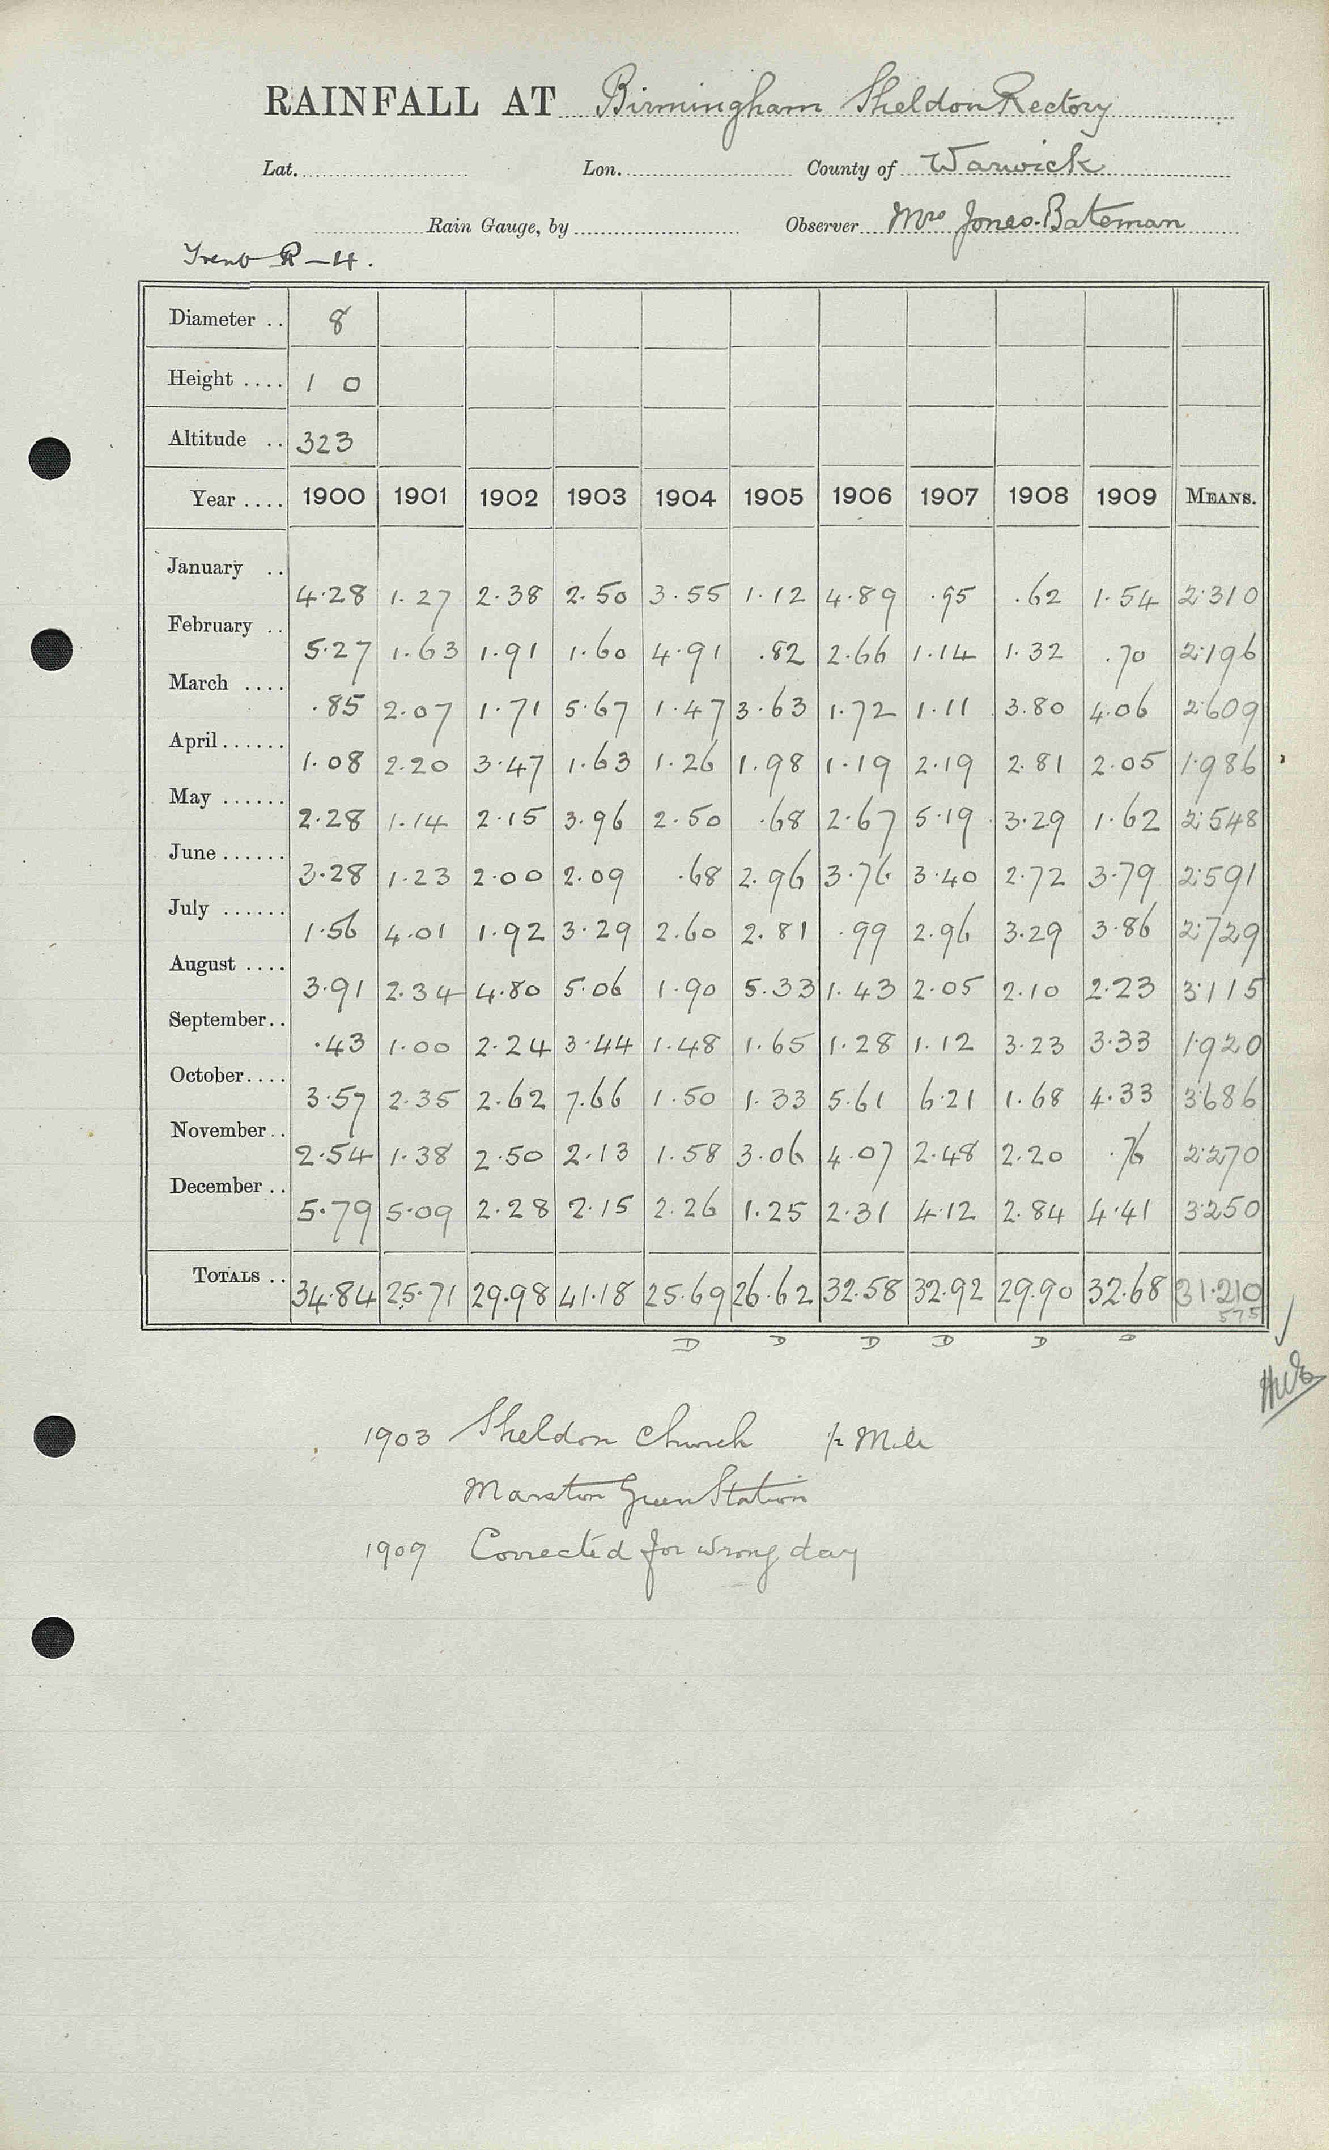 RAINFALL AT Birmingham Sheldon Rectory
Lat. Lon. County of Warwick
Rain Gauge, by Observer Mrs Jones-Bateman
Trent R-4.
Diameter .. 8
Height .... 1 0
Altitude .. 323
Year .... 1900 1901 1902 1903 1904 1905 1906 1907 1908 1909 MEANS.
January .. 4.28 1.27 2.38 2.50 3.55 1.12 4.89 .95 .62 1.54 2.310
February .. 5.27 1.63 1.91 1.60 4.91 .82 2.66 1.14 1.32 .70 2.196
March .... .85 2.07 1.71 5.67 1.47 3.63 1.72 1.11 3.80 4.06 2.609
April ...... 1.08 2.20 3.47 1.63 1.26 1.98 1.19 2.19 2.81 2.05 1.986
May ...... 2.28 1.14 2.15 3.96 2.50 .68 2.67 5.19 3.29 1.62 2.548
June ...... 3.28 1.23 2.00 2.09 .68 2.96 3.76 3.40 2.72 3.79 2.591
July ...... 1.56 4.01 1.92 3.29 2.60 2.81 .99 2.96 3.29 3.86 2.729
August .... 3.91 2.34 4.80 5.06 1.90 5.33 1.43 2.05 2.10 2.23 3.115
September.. .43 1.00 2.24 3.44 1.48 1.65 1.28 1.12 3.23 3.33 1.920
October.... 3.57 2.35 2.62 7.66 1.50 1.33 5.61 6.21 1.68 4.33 3.686
November.. 2.54 1.38 2.50 2.13 1.58 3.06 4.07 2.48 2.20 .76 2.270
December .. 5.79 5.09 2.28 2.15 2.26 1.25 2.31 4.12 2.84 4.41 3.250
TOTALS .. 34.84 25.71 29.98 41.18 25.69 26.62 32.58 32.92 29.90 32.68 31.210
575
D D D D D D
1903 Sheldon Church ½ Mile
Marston Green Station
1909 Corrected for wrong day